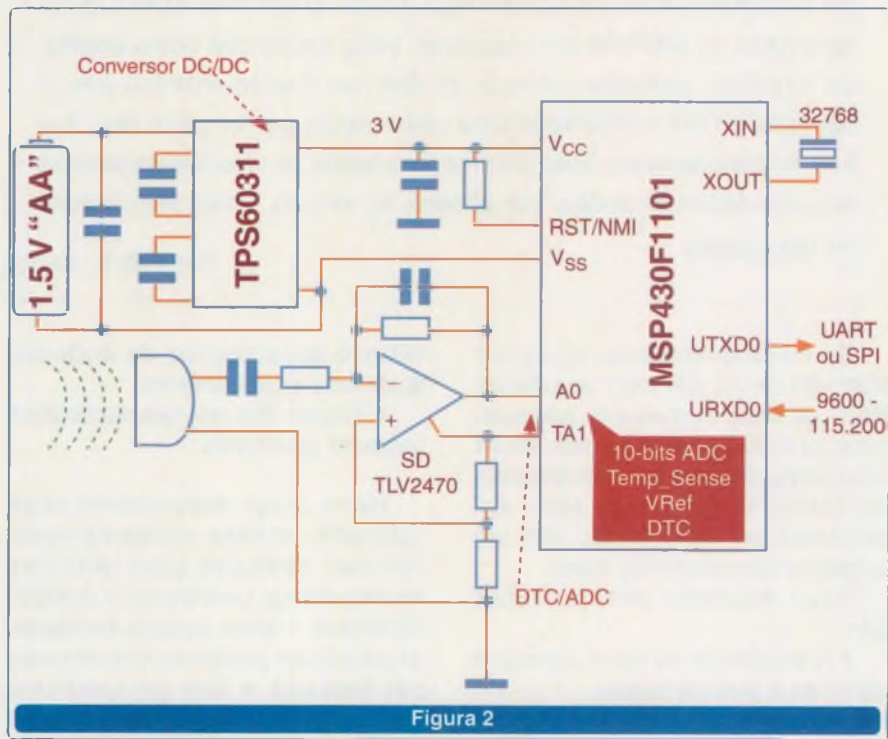 Conversor DC/DC
1.5 V “AA”
TPS60311
3 V
VCC
RST/NMI
VSS
MSP430F1101
XIN
32768
XOUT
UTXD0
UART
ou SPI
URXD0
9600 -
115.200
A0
TA1
10-bits ADC
Temp_Sense
VRef
DTC
-
+
SD
TLV2470
DTC/ADC
Figura 2